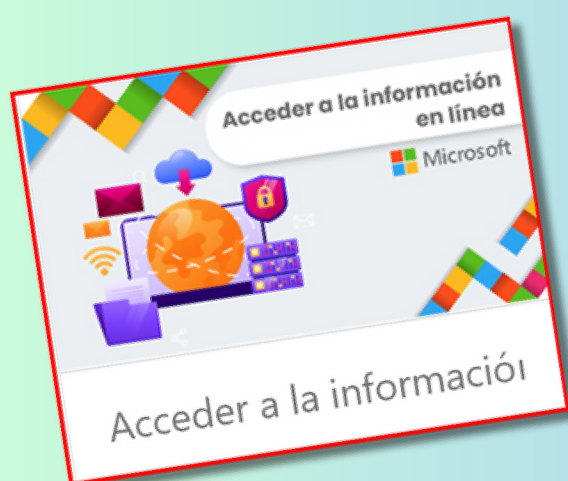 Acceder a la información
en línea
Microsoft
Acceder a la informació